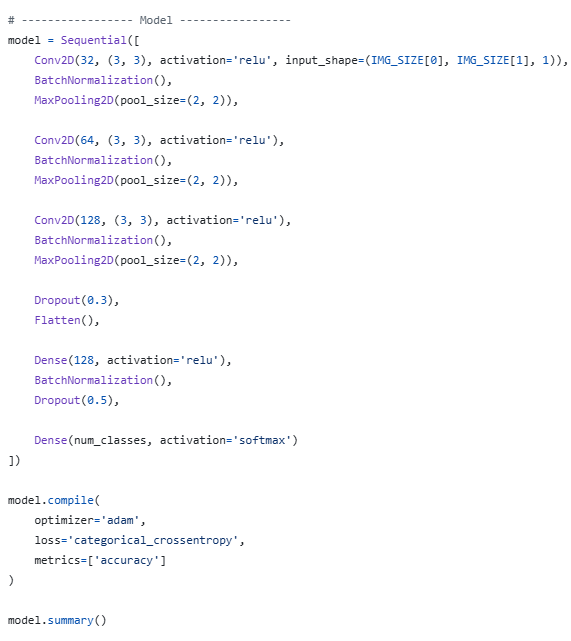 # ----------------- Model -----------------
model = Sequential([
    Conv2D(32, (3, 3), activation='relu', input_shape=(IMG_SIZE[0], IMG_SIZE[1], 1)),
    BatchNormalization(),
    MaxPooling2D(pool_size=(2, 2)),

    Conv2D(64, (3, 3), activation='relu'),
    BatchNormalization(),
    MaxPooling2D(pool_size=(2, 2)),

    Conv2D(128, (3, 3), activation='relu'),
    BatchNormalization(),
    MaxPooling2D(pool_size=(2, 2)),

    Dropout(0.3),
    Flatten(),

    Dense(128, activation='relu'),
    BatchNormalization(),
    Dropout(0.5),

    Dense(num_classes, activation='softmax')
])

model.compile(
    optimizer='adam',
    loss='categorical_crossentropy',
    metrics=['accuracy']
)

model.summary()